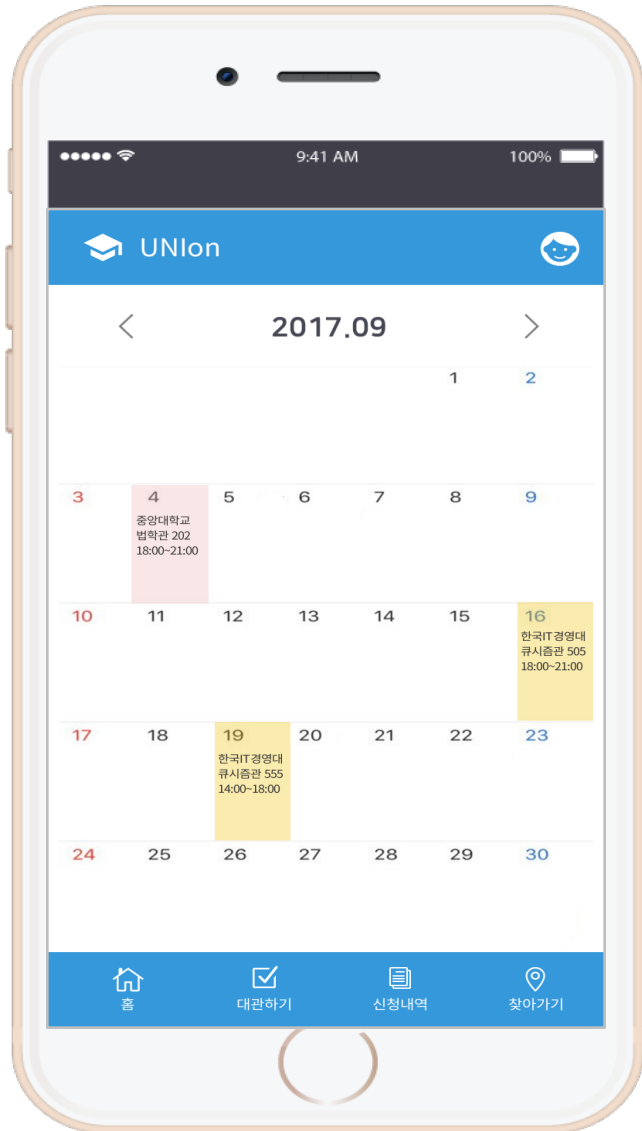 9:41 AM 100%
UNIon
2017.09
1 2
3 4 5 6 7 8 9
중앙대학교
법학관 202
18:00~21:00
10 11 12 13 14 15 16
한국IT경영대
큐시즘관 505
18:00~21:00
17 18 19 20 21 22 23
한국IT경영대
큐시즘관 555
14:00~18:00
24 25 26 27 28 29 30
홈 대관하기 신청내역 찾아가기